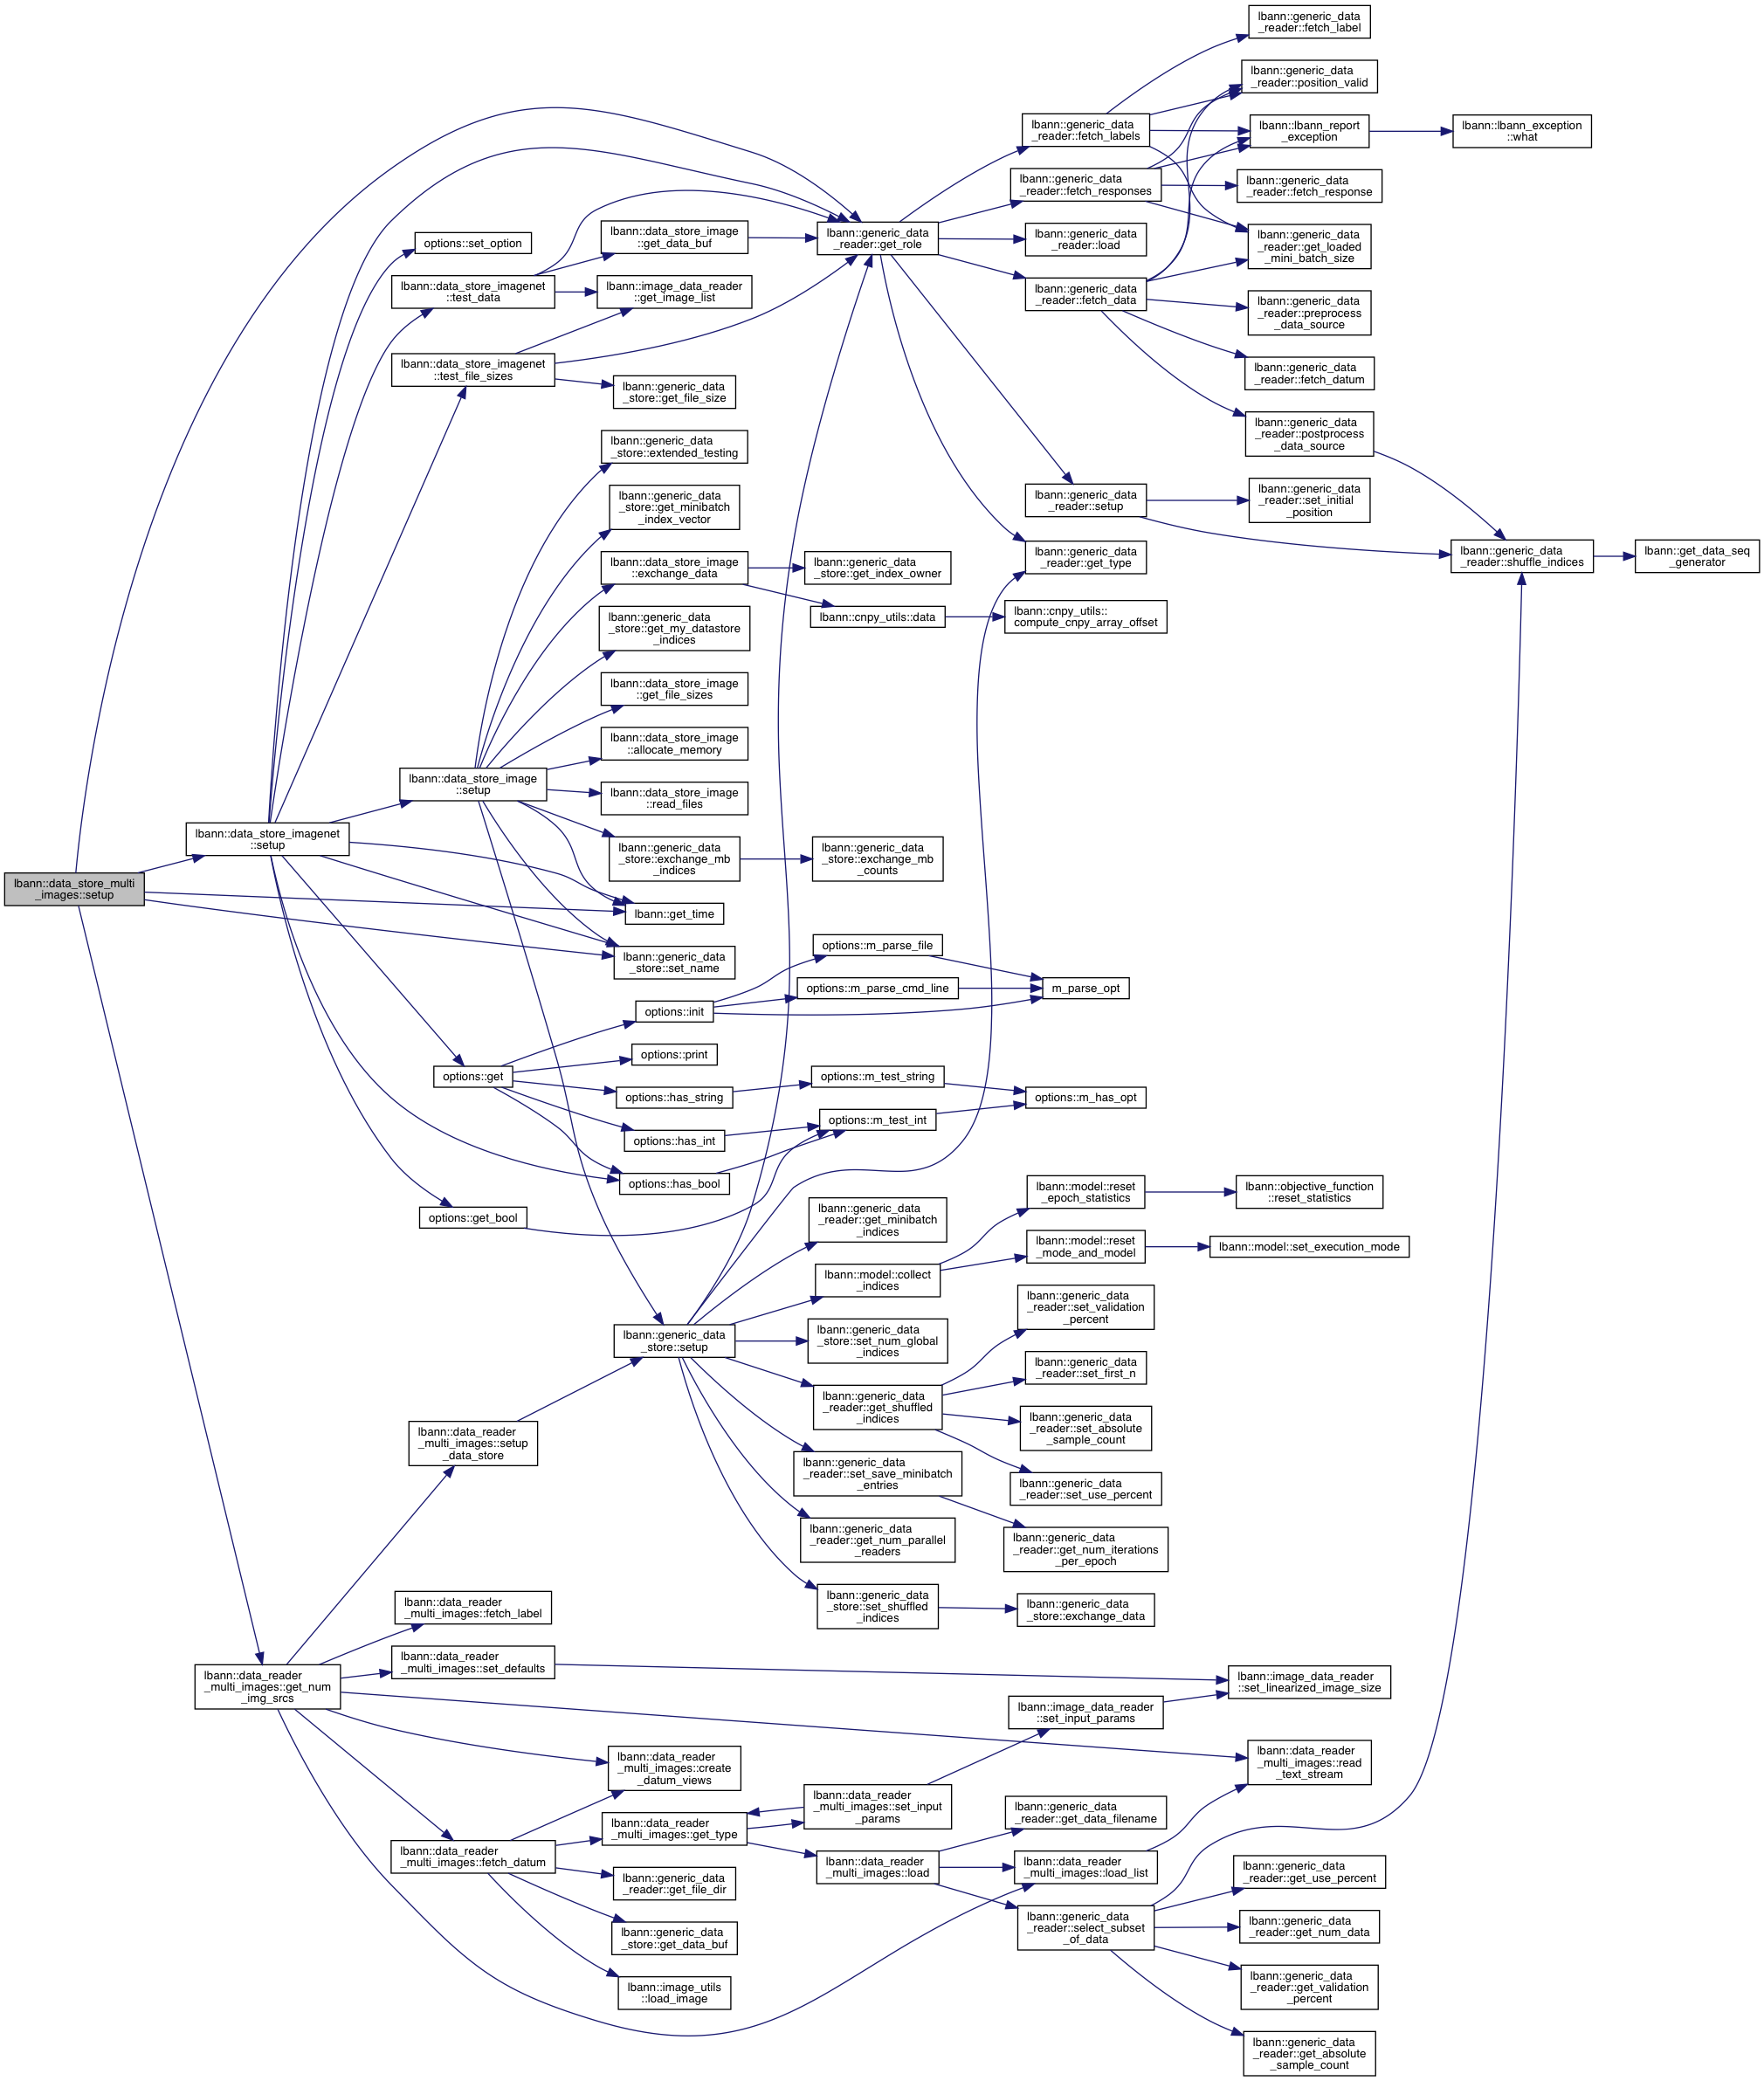 lbann::data_store_multi
_images::setup
lbann::data_store_imagenet
::setup
lbann::data_reader
_multi_images::get_num
_img_srcs
options::set_option
lbann::data_store_imagenet
::test_data
lbann::data_store_imagenet
::test_file_sizes
lbann::data_store_image
::setup
options::get
options::get_bool
lbann::data_reader
_multi_images::setup
_data_store
lbann::data_reader
_multi_images::fetch_label
lbann::data_reader
_multi_images::set_defaults
lbann::data_reader
_multi_images::fetch_datum
lbann::data_store_image
::get_data_buf
lbann::image_data_reader
::get_image_list
lbann::generic_data
_store::get_file_size
lbann::generic_data
_store::extended_testing
lbann::generic_data
_store::get_minibatch
_index_vector
lbann::data_store_image
::exchange_data
lbann::generic_data
_store::get_my_datastore
_indices
lbann::data_store_image
::get_file_sizes
lbann::data_store_image
::allocate_memory
lbann::data_store_image
::read_files
lbann::generic_data
_store::exchange_mb
_indices
lbann::get_time
lbann::generic_data
_store::set_name
options::init
options::print
options::has_string
options::has_int
options::has_bool
lbann::generic_data
_store::setup
lbann::data_reader
_multi_images::create
_datum_views
lbann::data_reader
_multi_images::get_type
lbann::generic_data
_reader::get_file_dir
lbann::generic_data
_store::get_data_buf
lbann::image_utils
::load_image
lbann::generic_data
_reader::get_role
lbann::generic_data
_store::get_index_owner
lbann::cnpy_utils::data
lbann::generic_data
_store::exchange_mb
_counts
options::m_parse_file
options::m_parse_cmd_line
options::m_test_string
options::m_test_int
lbann::generic_data
_reader::get_minibatch
_indices
lbann::model::collect
_indices
lbann::generic_data
_store::set_num_global
_indices
lbann::generic_data
_reader::get_shuffled
_indices
lbann::generic_data
_reader::set_save_minibatch
_entries
lbann::generic_data
_reader::get_num_parallel
_readers
lbann::generic_data
_store::set_shuffled
_indices
lbann::data_reader
_multi_images::set_input
_params
lbann::data_reader
_multi_images::load
lbann::generic_data
_reader::fetch_labels
lbann::generic_data
_reader::fetch_responses
lbann::generic_data
_reader::load
lbann::generic_data
_reader::fetch_data
lbann::generic_data
_reader::setup
lbann::generic_data
_reader::get_type
lbann::cnpy_utils::
compute_cnpy_array_offset
m_parse_opt
options::m_has_opt
lbann::model::reset
_epoch_statistics
lbann::model::reset
_mode_and_model
lbann::generic_data
_reader::set_validation
_percent
lbann::generic_data
_reader::set_first_n
lbann::generic_data
_reader::set_absolute
_sample_count
lbann::generic_data
_reader::set_use_percent
lbann::generic_data
_reader::get_num_iterations
_per_epoch
lbann::generic_data
_store::exchange_data
lbann::image_data_reader
::set_input_params
lbann::generic_data
_reader::get_data_filename
lbann::data_reader
_multi_images::load_list
lbann::generic_data
_reader::select_subset
_of_data
lbann::generic_data
_reader::fetch_label
lbann::generic_data
_reader::position_valid
lbann::lbann_report
_exception
lbann::generic_data
_reader::fetch_response
lbann::generic_data
_reader::get_loaded
_mini_batch_size
lbann::generic_data
_reader::preprocess
_data_source
lbann::generic_data
_reader::fetch_datum
lbann::generic_data
_reader::postprocess
_data_source
lbann::generic_data
_reader::set_initial
_position
lbann::objective_function
::reset_statistics
lbann::model::set_execution_mode
lbann::image_data_reader
::set_linearized_image_size
lbann::data_reader
_multi_images::read
_text_stream
lbann::generic_data
_reader::get_use_percent
lbann::generic_data
_reader::get_num_data
lbann::generic_data
_reader::get_validation
_percent
lbann::generic_data
_reader::get_absolute
_sample_count
lbann::lbann_exception
::what
lbann::generic_data
_reader::shuffle_indices
lbann::get_data_seq
_generator